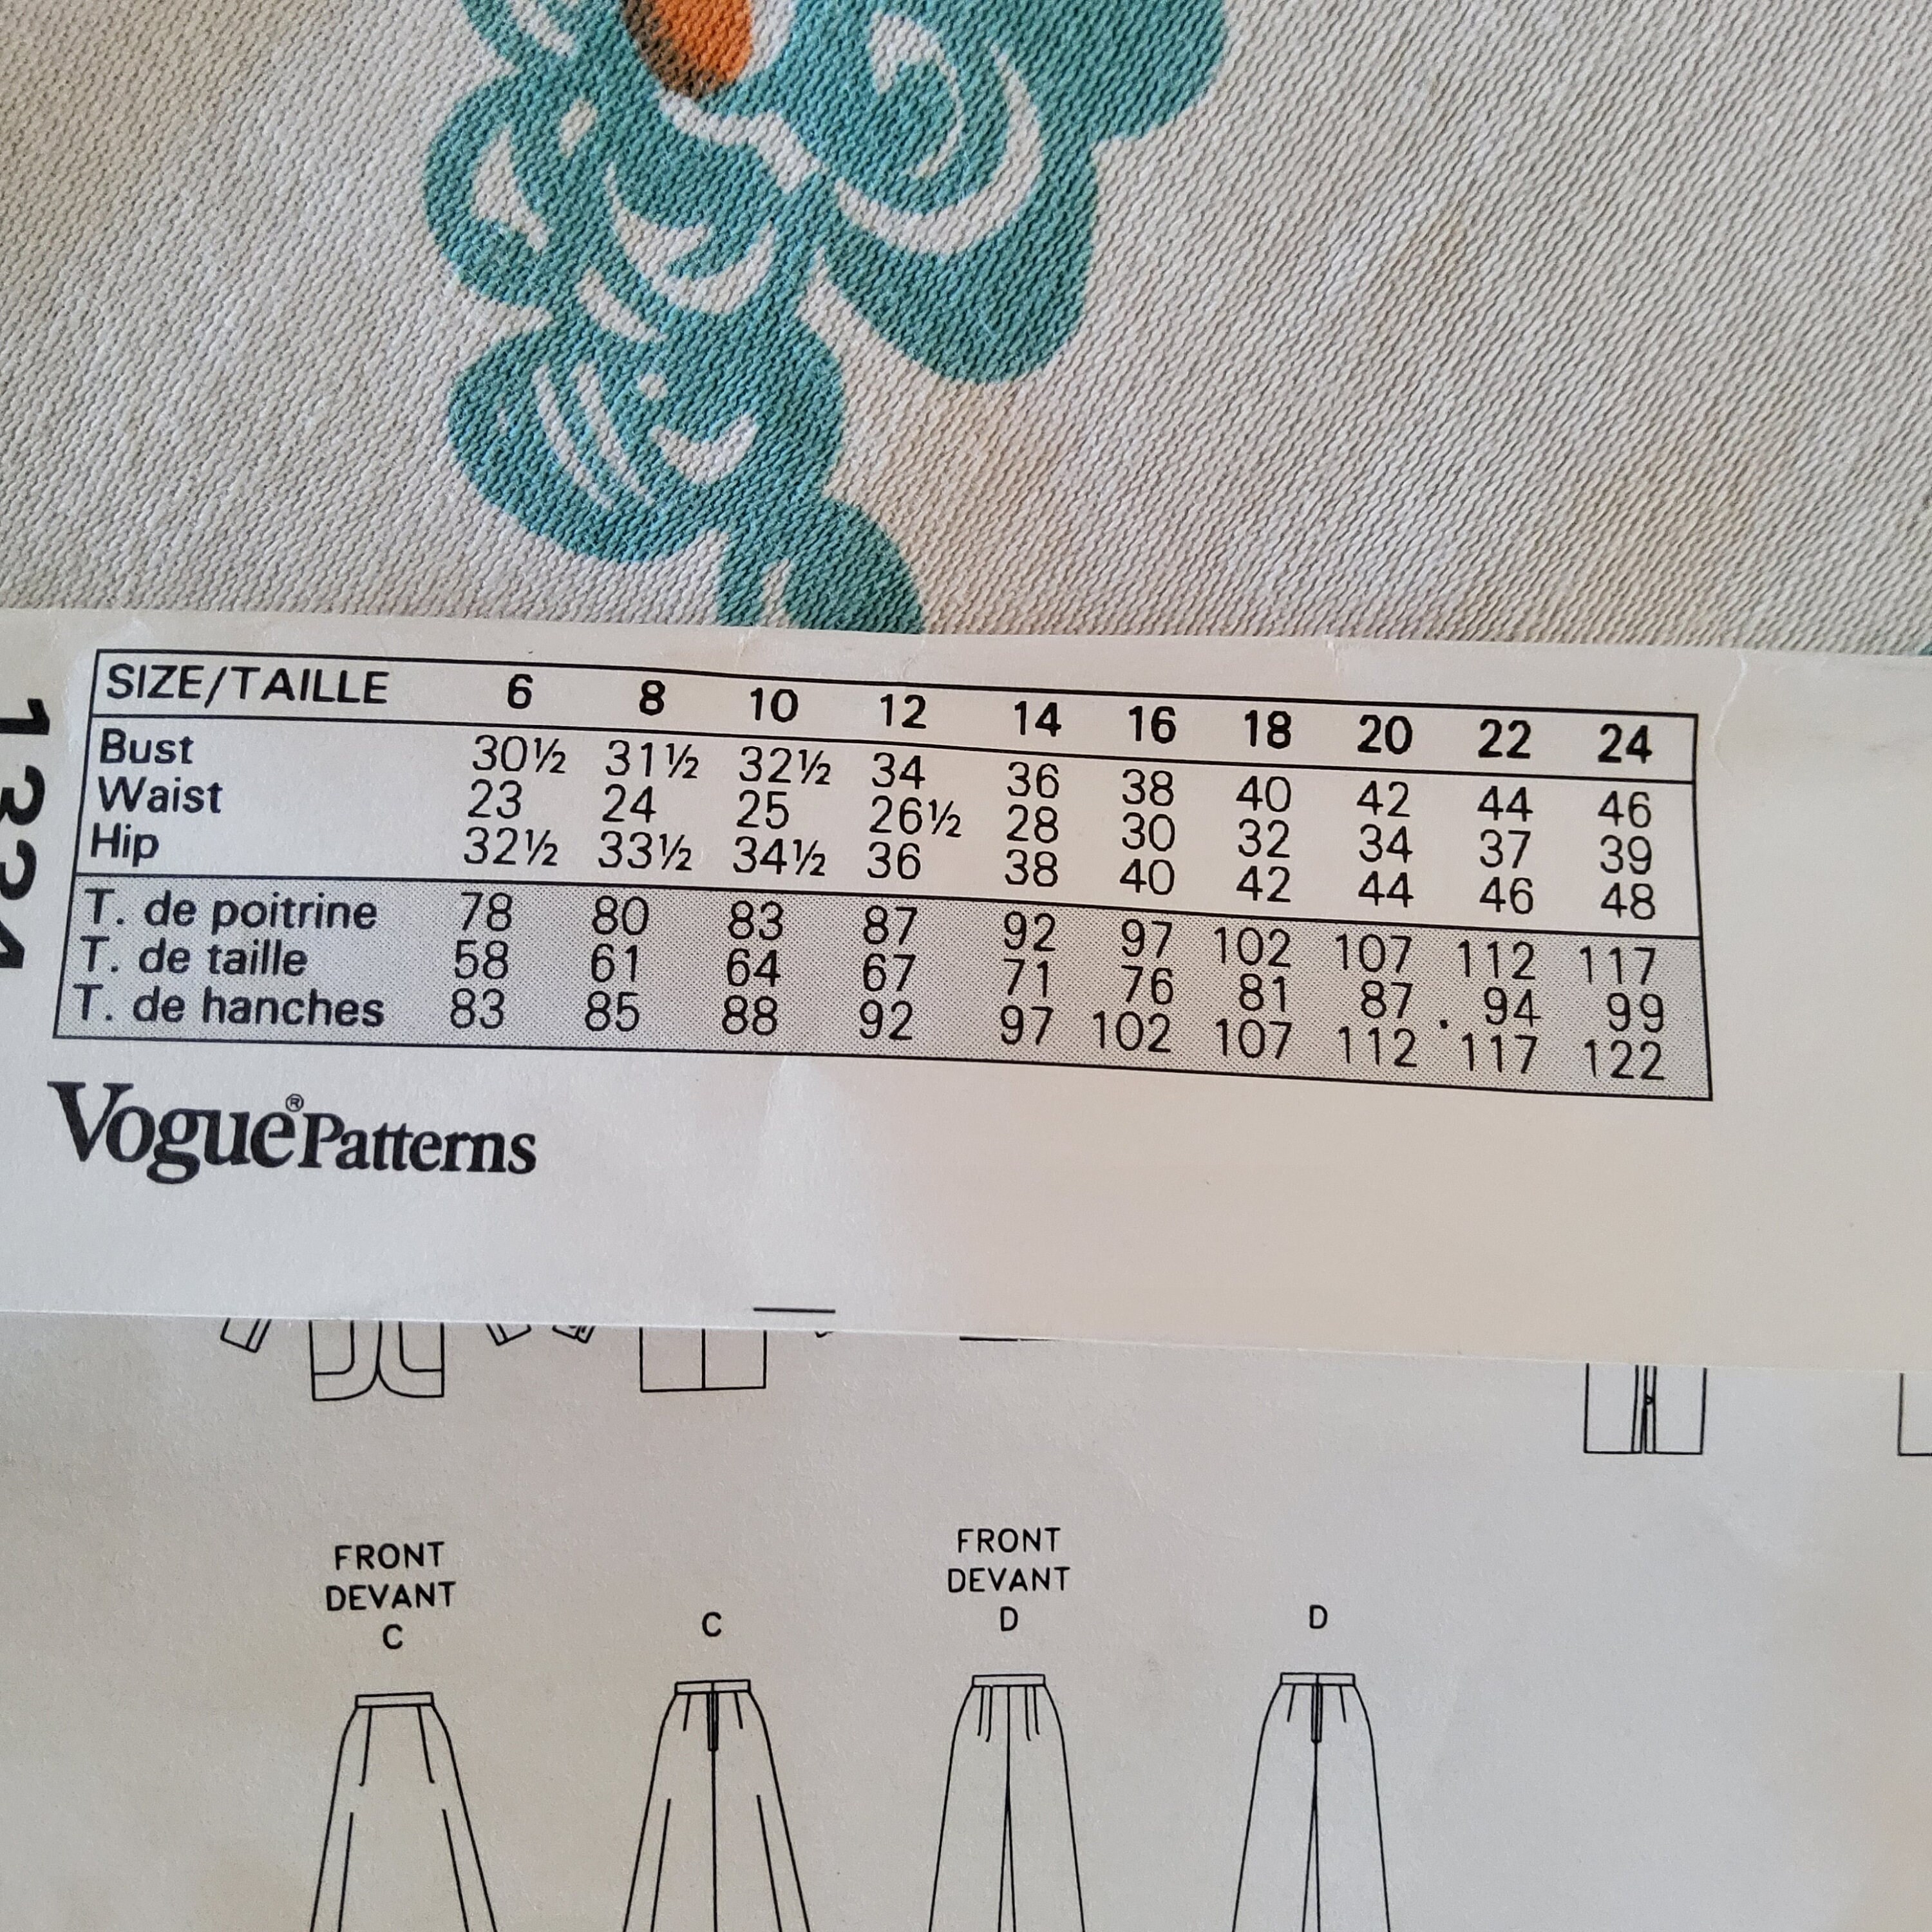 SIZE/TAILLE 6 8 10 12 14 16 18 20 22 24
Bust 30½ 31½ 32½ 34 36 38 40 42 44 46
Waist 23 24 25 26½ 28 30 32 34 37 39
Hip 32½ 33½ 34½ 36 38 40 42 44 46 48
T. de poitrine 78 80 83 87 92 97 102 107 112 117
T. de taille 58 61 64 67 71 76 81 87 94 99
T. de hanches 83 85 88 92 97 102 107 112 117 122
Vogue® Patterns
FRONT
DEVANT
C
C
FRONT
DEVANT
D
D